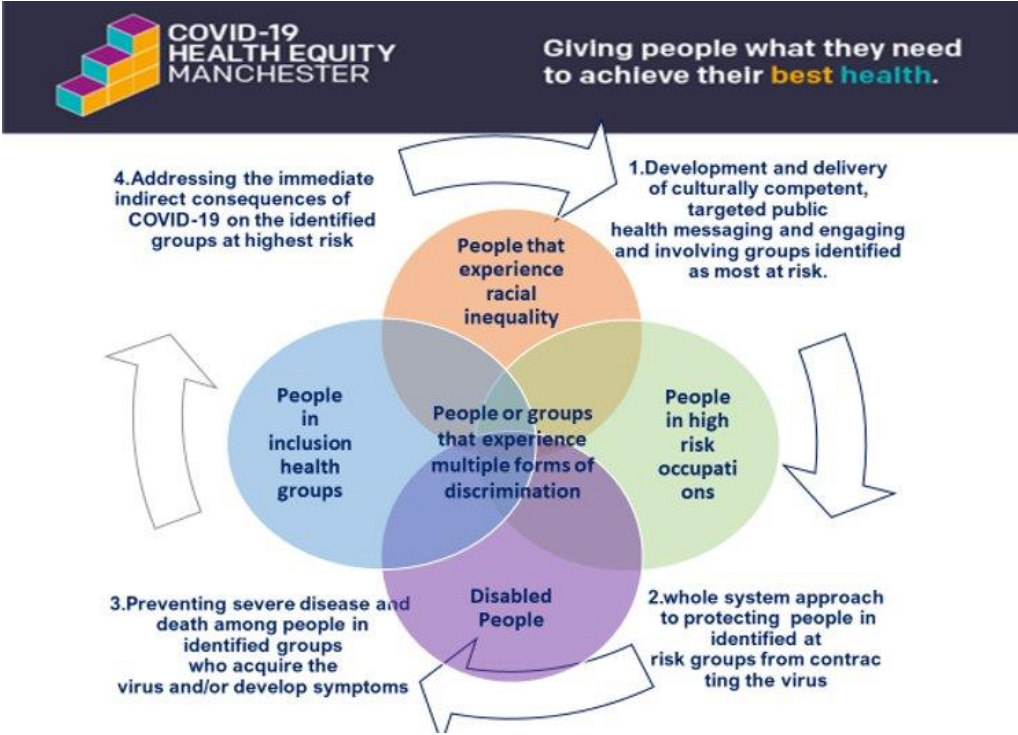 COVID-19
HEALTH EQUITY
MANCHESTER
Giving people what they need
to achieve their best health.
4.Addressing the immediate
indirect consequences of
COVID-19 on the identified
groups at highest risk
1.Development and delivery
of culturally competent,
targeted public
health messaging and engaging
and involving groups identified
as most at risk.
People that
experience
racial
inequality
People
in
inclusion
health
groups
People or groups
that experience
multiple forms of
discrimination
People
in high
risk
occupati
ons
Disabled
People
3.Preventing severe disease and
death among people in
identified groups
who acquire the
virus and/or develop symptoms
2.whole system approach
to protecting people in
identified at
risk groups from contrac
ting the virus